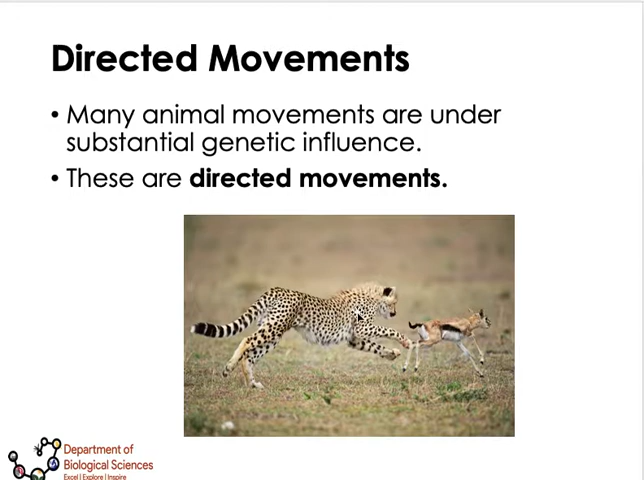 Directed Movements
• Many animal movements are under
substantial genetic influence.
• These are directed movements.
Department of
Biological Sciences
Excel | Explore | Inspire